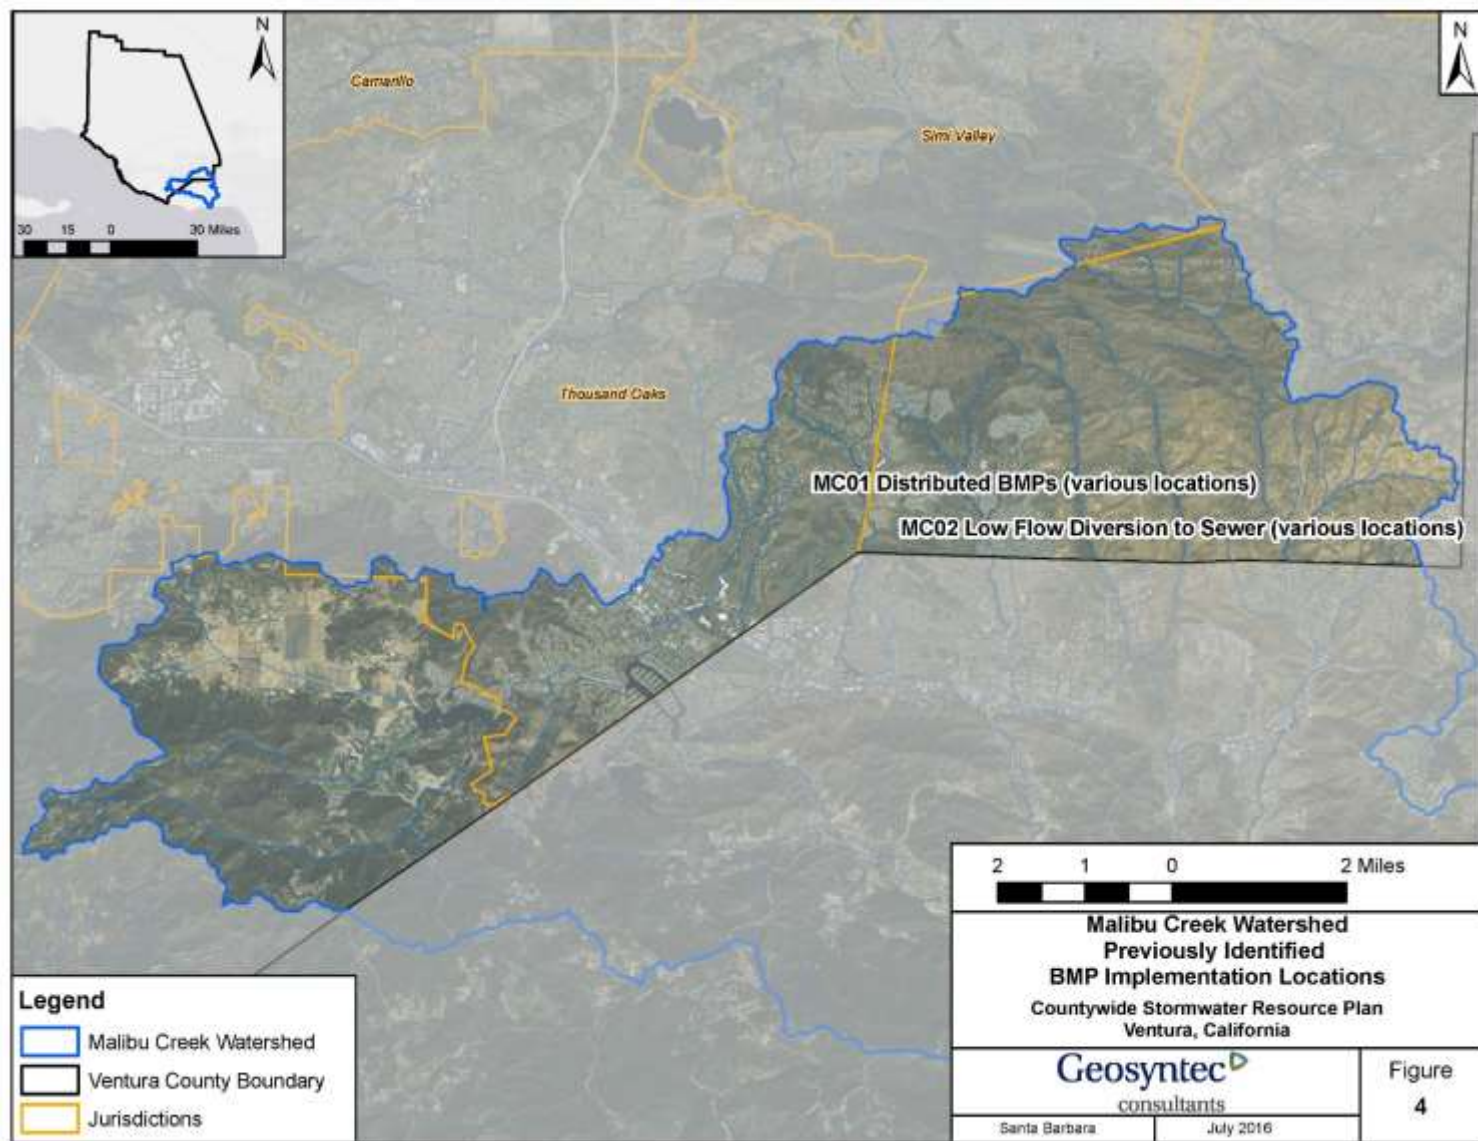 N
30 15 0 30 Miles
N
Camarillo
Simi Valley
Thousand Oaks
MC01 Distributed BMPs (various locations)
MC02 Low Flow Diversion to Sewer (various locations)
Legend
Malibu Creek Watershed
Ventura County Boundary
Jurisdictions
2 1 0 2 Miles
Malibu Creek Watershed
Previously Identified
BMP Implementation Locations
Countywide Stormwater Resource Plan
Ventura, California
Geosyntec
consultants
Santa Barbara
July 2016
Figure
4